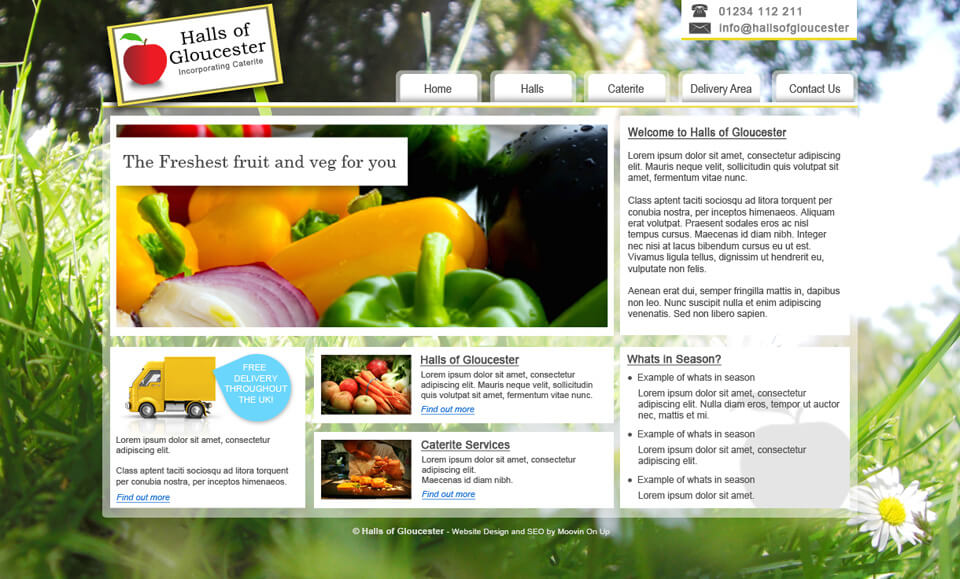 Halls of
Gloucester
Incorporating Caterite
01234 112 211
info@hallsofgloucester
Home
Halls
Caterite
Delivery Area
Contact Us
The Freshest fruit and veg for you
Welcome to Halls of Gloucester
Lorem ipsum dolor sit amet, consectetur adipiscing
elit. Mauris neque velit, sollicitudin quis volutpat sit
amet, fermentum vitae nunc.
Class aptent taciti sociosqu ad litora torquent per
conubia nostra, per inceptos himenaeos. Aliquam
erat volutpat. Praesent sodales eros ac nisl
tempus cursus. Maecenas id diam nibh. Integer
nec nisi at lacus bibendum cursus eu ut est.
Vivamus ligula tellus, dignissim ut hendrerit eu,
vulputate non felis.
Aenean erat dui, semper fringilla mattis in, dapibus
non leo. Nunc suscipit nulla et enim adipiscing
venenatis. Sed non libero sapien.
FREE
DELIVERY
THROUGHOUT
THE UK!
Lorem ipsum dolor sit amet, consectetur
adipiscing elit.
Class aptent taciti sociosqu ad litora torquent
per conubia nostra, per inceptos himenaeos.
Find out more
Halls of Gloucester
Lorem ipsum dolor sit amet, consectetur
adipiscing elit. Mauris neque velit, sollicitudin
quis volutpat sit amet, fermentum vitae nunc.
Find out more
Caterite Services
Lorem ipsum dolor sit amet, consectetur
adipiscing elit.
Maecenas id diam nibh.
Find out more
Whats in Season?
• Example of whats in season
Lorem ipsum dolor sit amet, consectetur
adipiscing elit. Nulla diam eros, tempor ut auctor
nec, mattis et mi.
• Example of whats in season
Lorem ipsum dolor sit amet, consectetur
adipiscing elit.
• Example of whats in season
Lorem ipsum dolor sit amet.
© Halls of Gloucester - Website Design and SEO by Moovin On Up